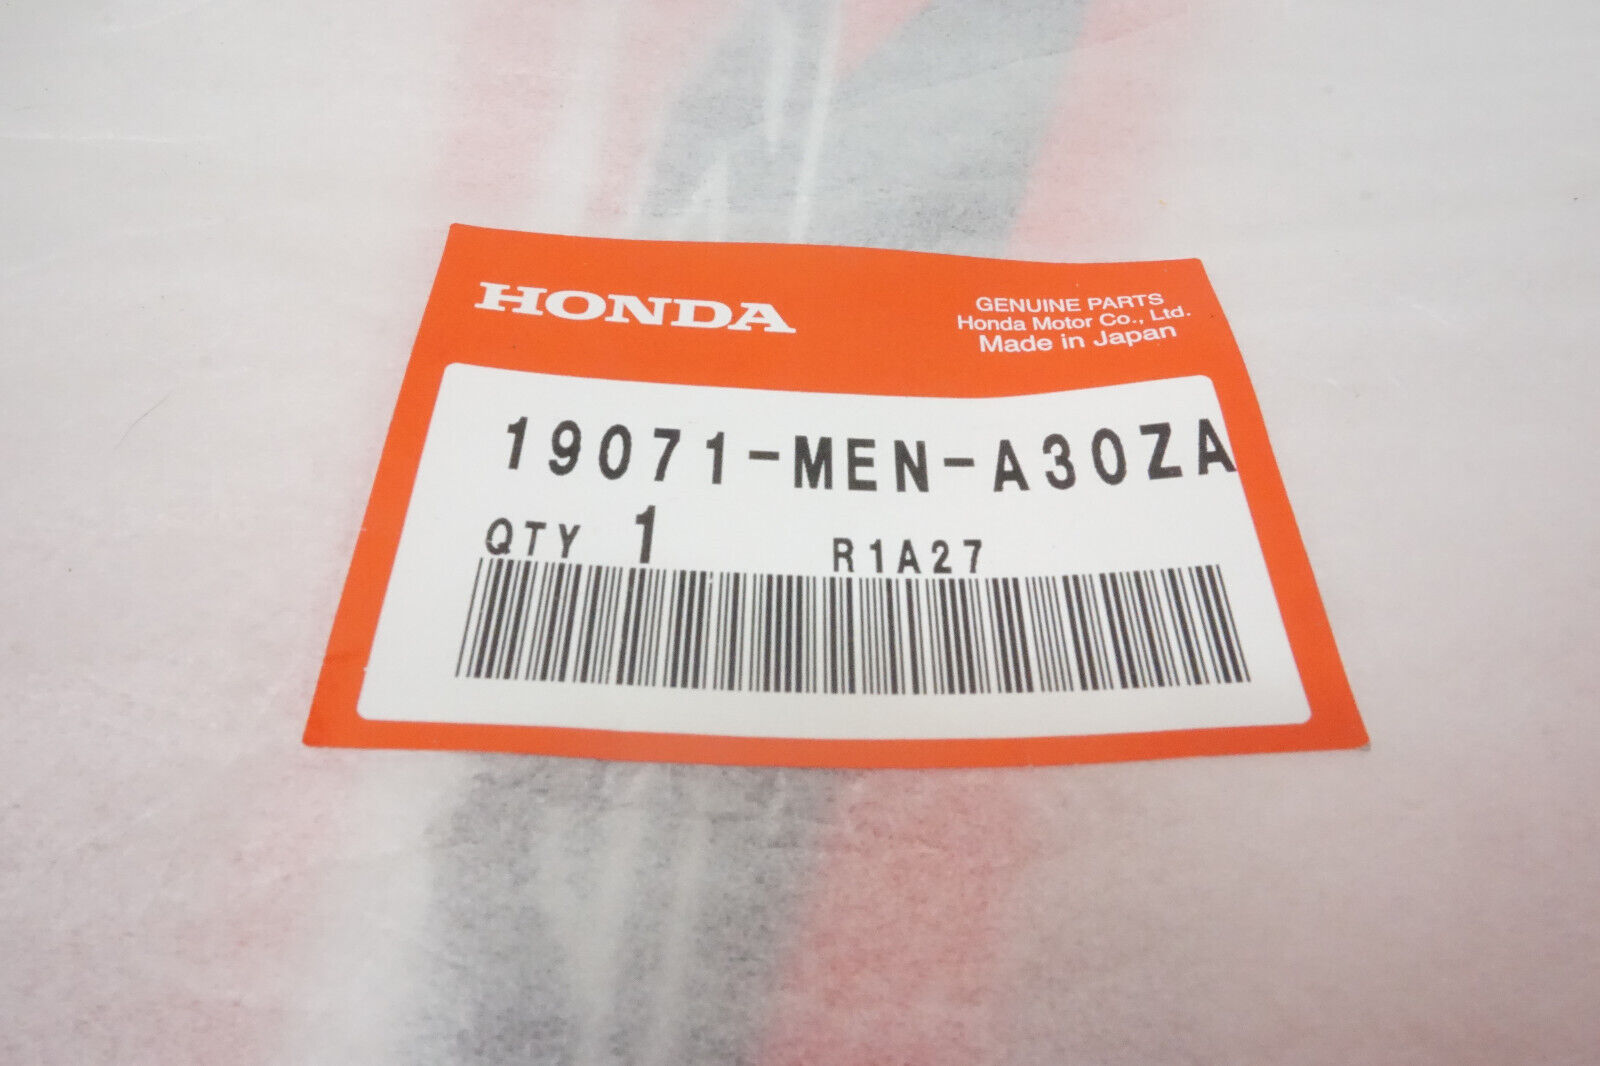 HONDA
GENUINE PARTS
Honda Motor Co., Ltd.
Made in Japan
19071-MEN-A30ZA
QTY 1 R1A27